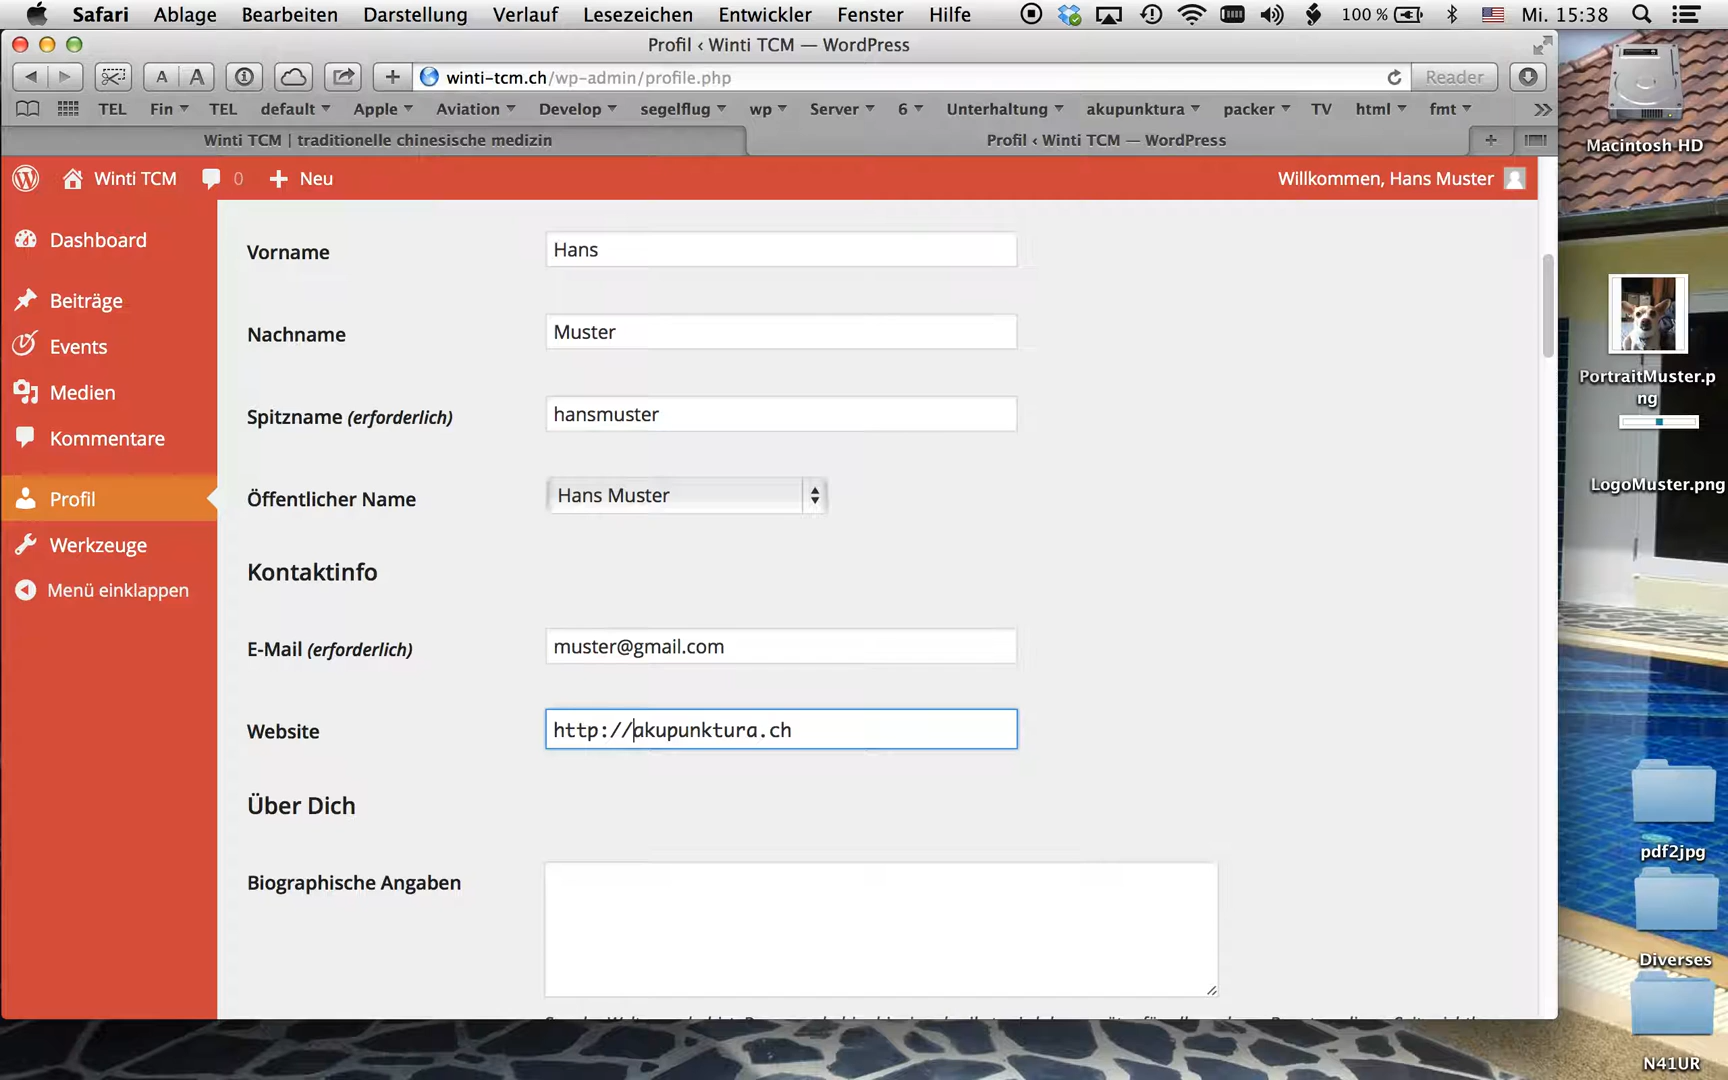 Safari Ablage Bearbeiten Darstellung Verlauf Lesezeichen Entwickler Fenster Hilfe 100 % Mi. 15:38
Profil ‹ Winti TCM — WordPress
A A winti-tcm.ch/wp-admin/profile.php Reader
TEL Fin TEL default Apple Aviation Develop segelflug wp Server 6 Unterhaltung akupunktura packer TV html fmt
Winti TCM | traditionelle chinesische medizin
Profil ‹ Winti TCM — WordPress
Winti TCM 0 Neu Willkommen, Hans Muster
Dashboard
Beiträge
Events
Medien
Kommentare
Profil
Werkzeuge
Menü einklappen
Vorname Hans
Nachname Muster
Spitzname (erforderlich) hansmuster
Öffentlicher Name Hans Muster
Kontaktinfo
E-Mail (erforderlich) muster@gmail.com
Website http://akupunktura.ch
Über Dich
Biographische Angaben
Macintosh HD
PortraitMuster.p
ng
LogoMuster.png
pdf2jpg
Diverses
N41UR